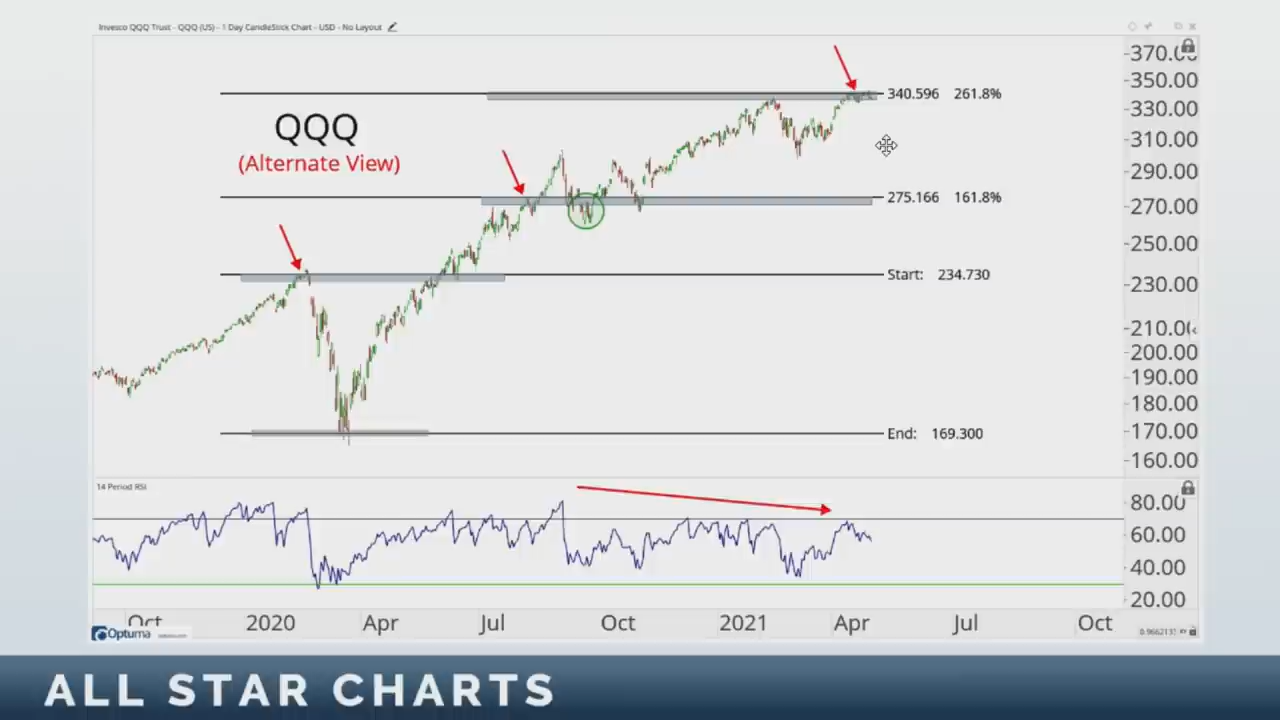 Invesco QQQ Trust - QQQ (US) - 1 Day CandleStick Chart - USD - No Layout
370.00
350.00
340.596 261.8%
330.00
QQQ
310.00
(Alternate View)
290.00
275.166 161.8%
270.00
250.00
Start: 234.730
230.00
210.00
200.00
190.00
180.00
End: 169.300
170.00
160.00
14 Period RSI
80.00
60.00
40.00
20.00
Oct 2020 Apr Jul Oct 2021 Apr Jul Oct
Optuma
ALL STAR CHARTS